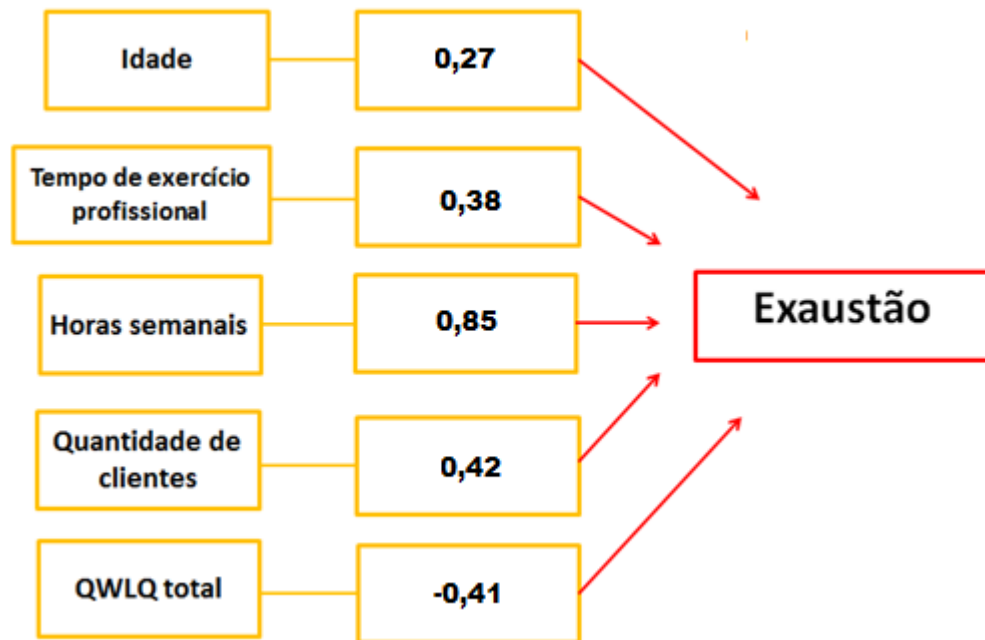 Idade
0,27
Tempo de exercício
profissional
0,38
Horas semanais
0,85
Exaustão
Quantidade de
clientes
0,42
QWLQ total
-0,41